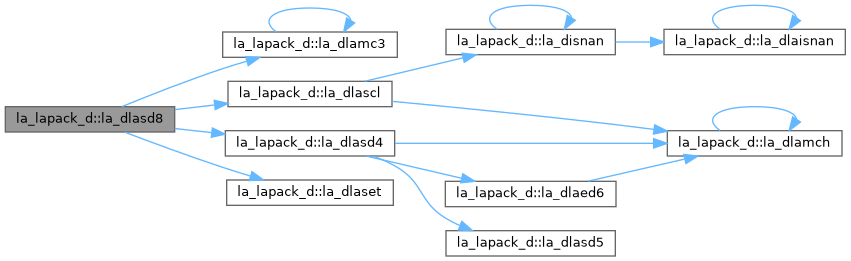 la_lapack_d::la_dlasd8
la_lapack_d::la_dlamc3
la_lapack_d::la_dlascl
la_lapack_d::la_dlasd4
la_lapack_d::la_dlaset
la_lapack_d::la_disnan
la_lapack_d::la_dlaed6
la_lapack_d::la_dlasd5
la_lapack_d::la_dlaisnan
la_lapack_d::la_dlamch